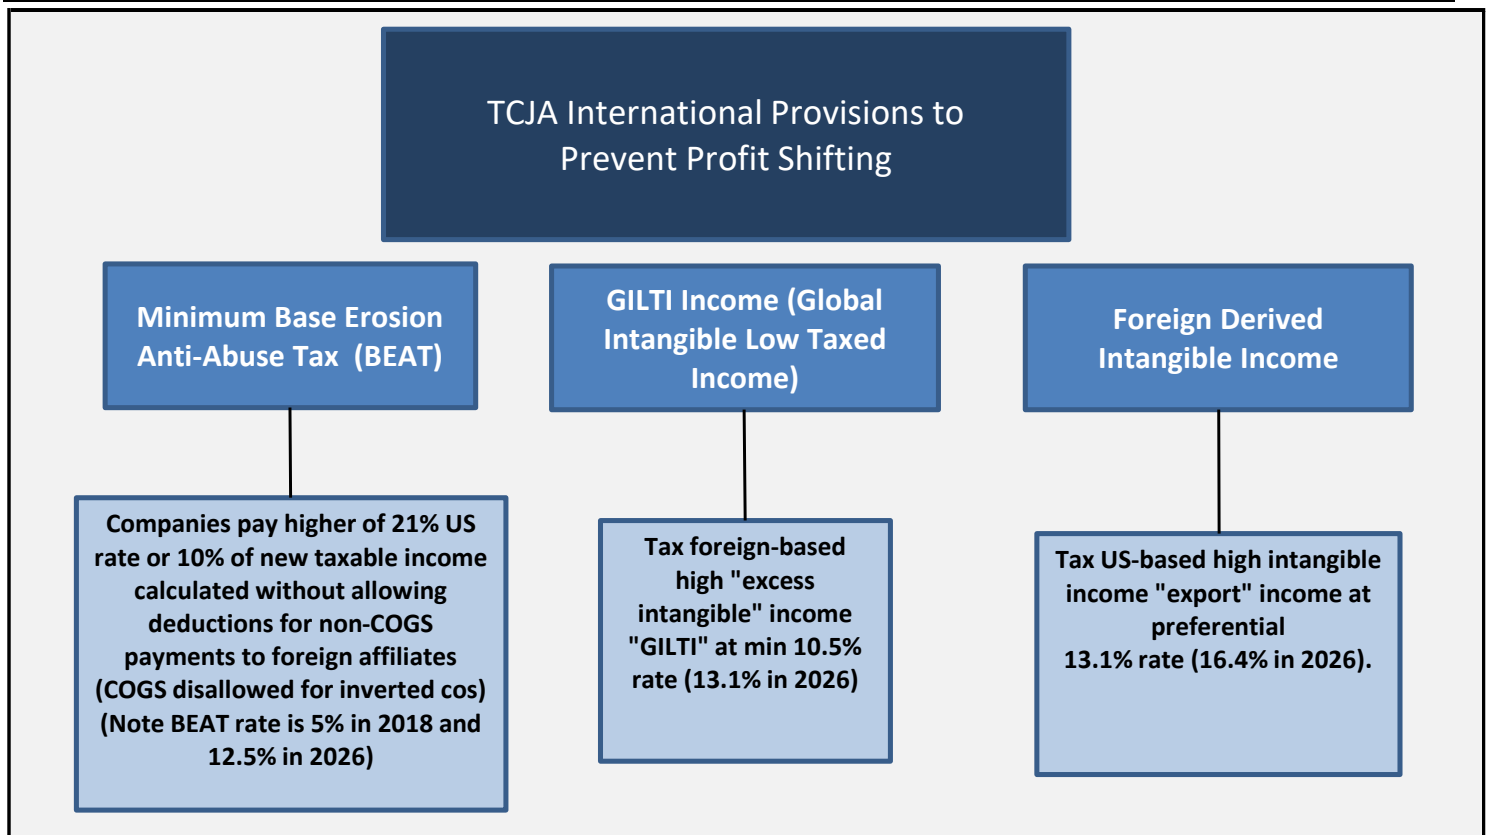 TCJA International Provisions to
Prevent Profit Shifting
Minimum Base Erosion
Anti-Abuse Tax (BEAT)
GILTI Income (Global
Intangible Low Taxed
Income)
Foreign Derived
Intangible Income
Companies pay higher of 21% US
rate or 10% of new taxable income
calculated without allowing
deductions for non-COGS
payments to foreign affiliates
(COGS disallowed for inverted cos)
(Note BEAT rate is 5% in 2018 and
12.5% in 2026)
Tax foreign-based
high "excess
intangible" income
"GILTI" at min 10.5%
rate (13.1% in 2026)
Tax US-based high intangible
income "export" income at
preferential
13.1% rate (16.4% in 2026).